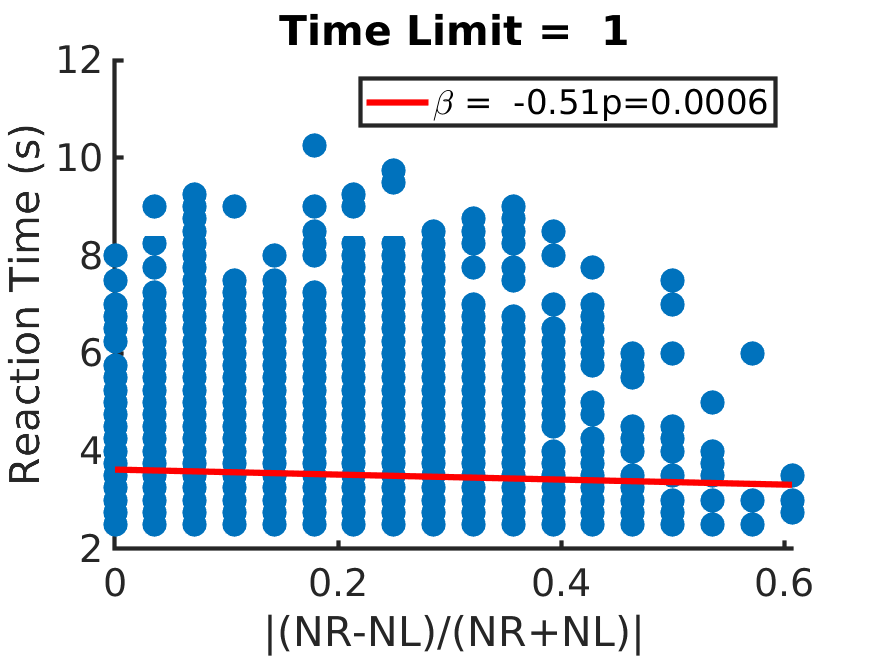 Time Limit =  1
12
β =  -0.51p=0.0006
10
8
6
4
2
Reaction Time (s)
0 0.2 0.4 0.6
|(NR-NL)/(NR+NL)|